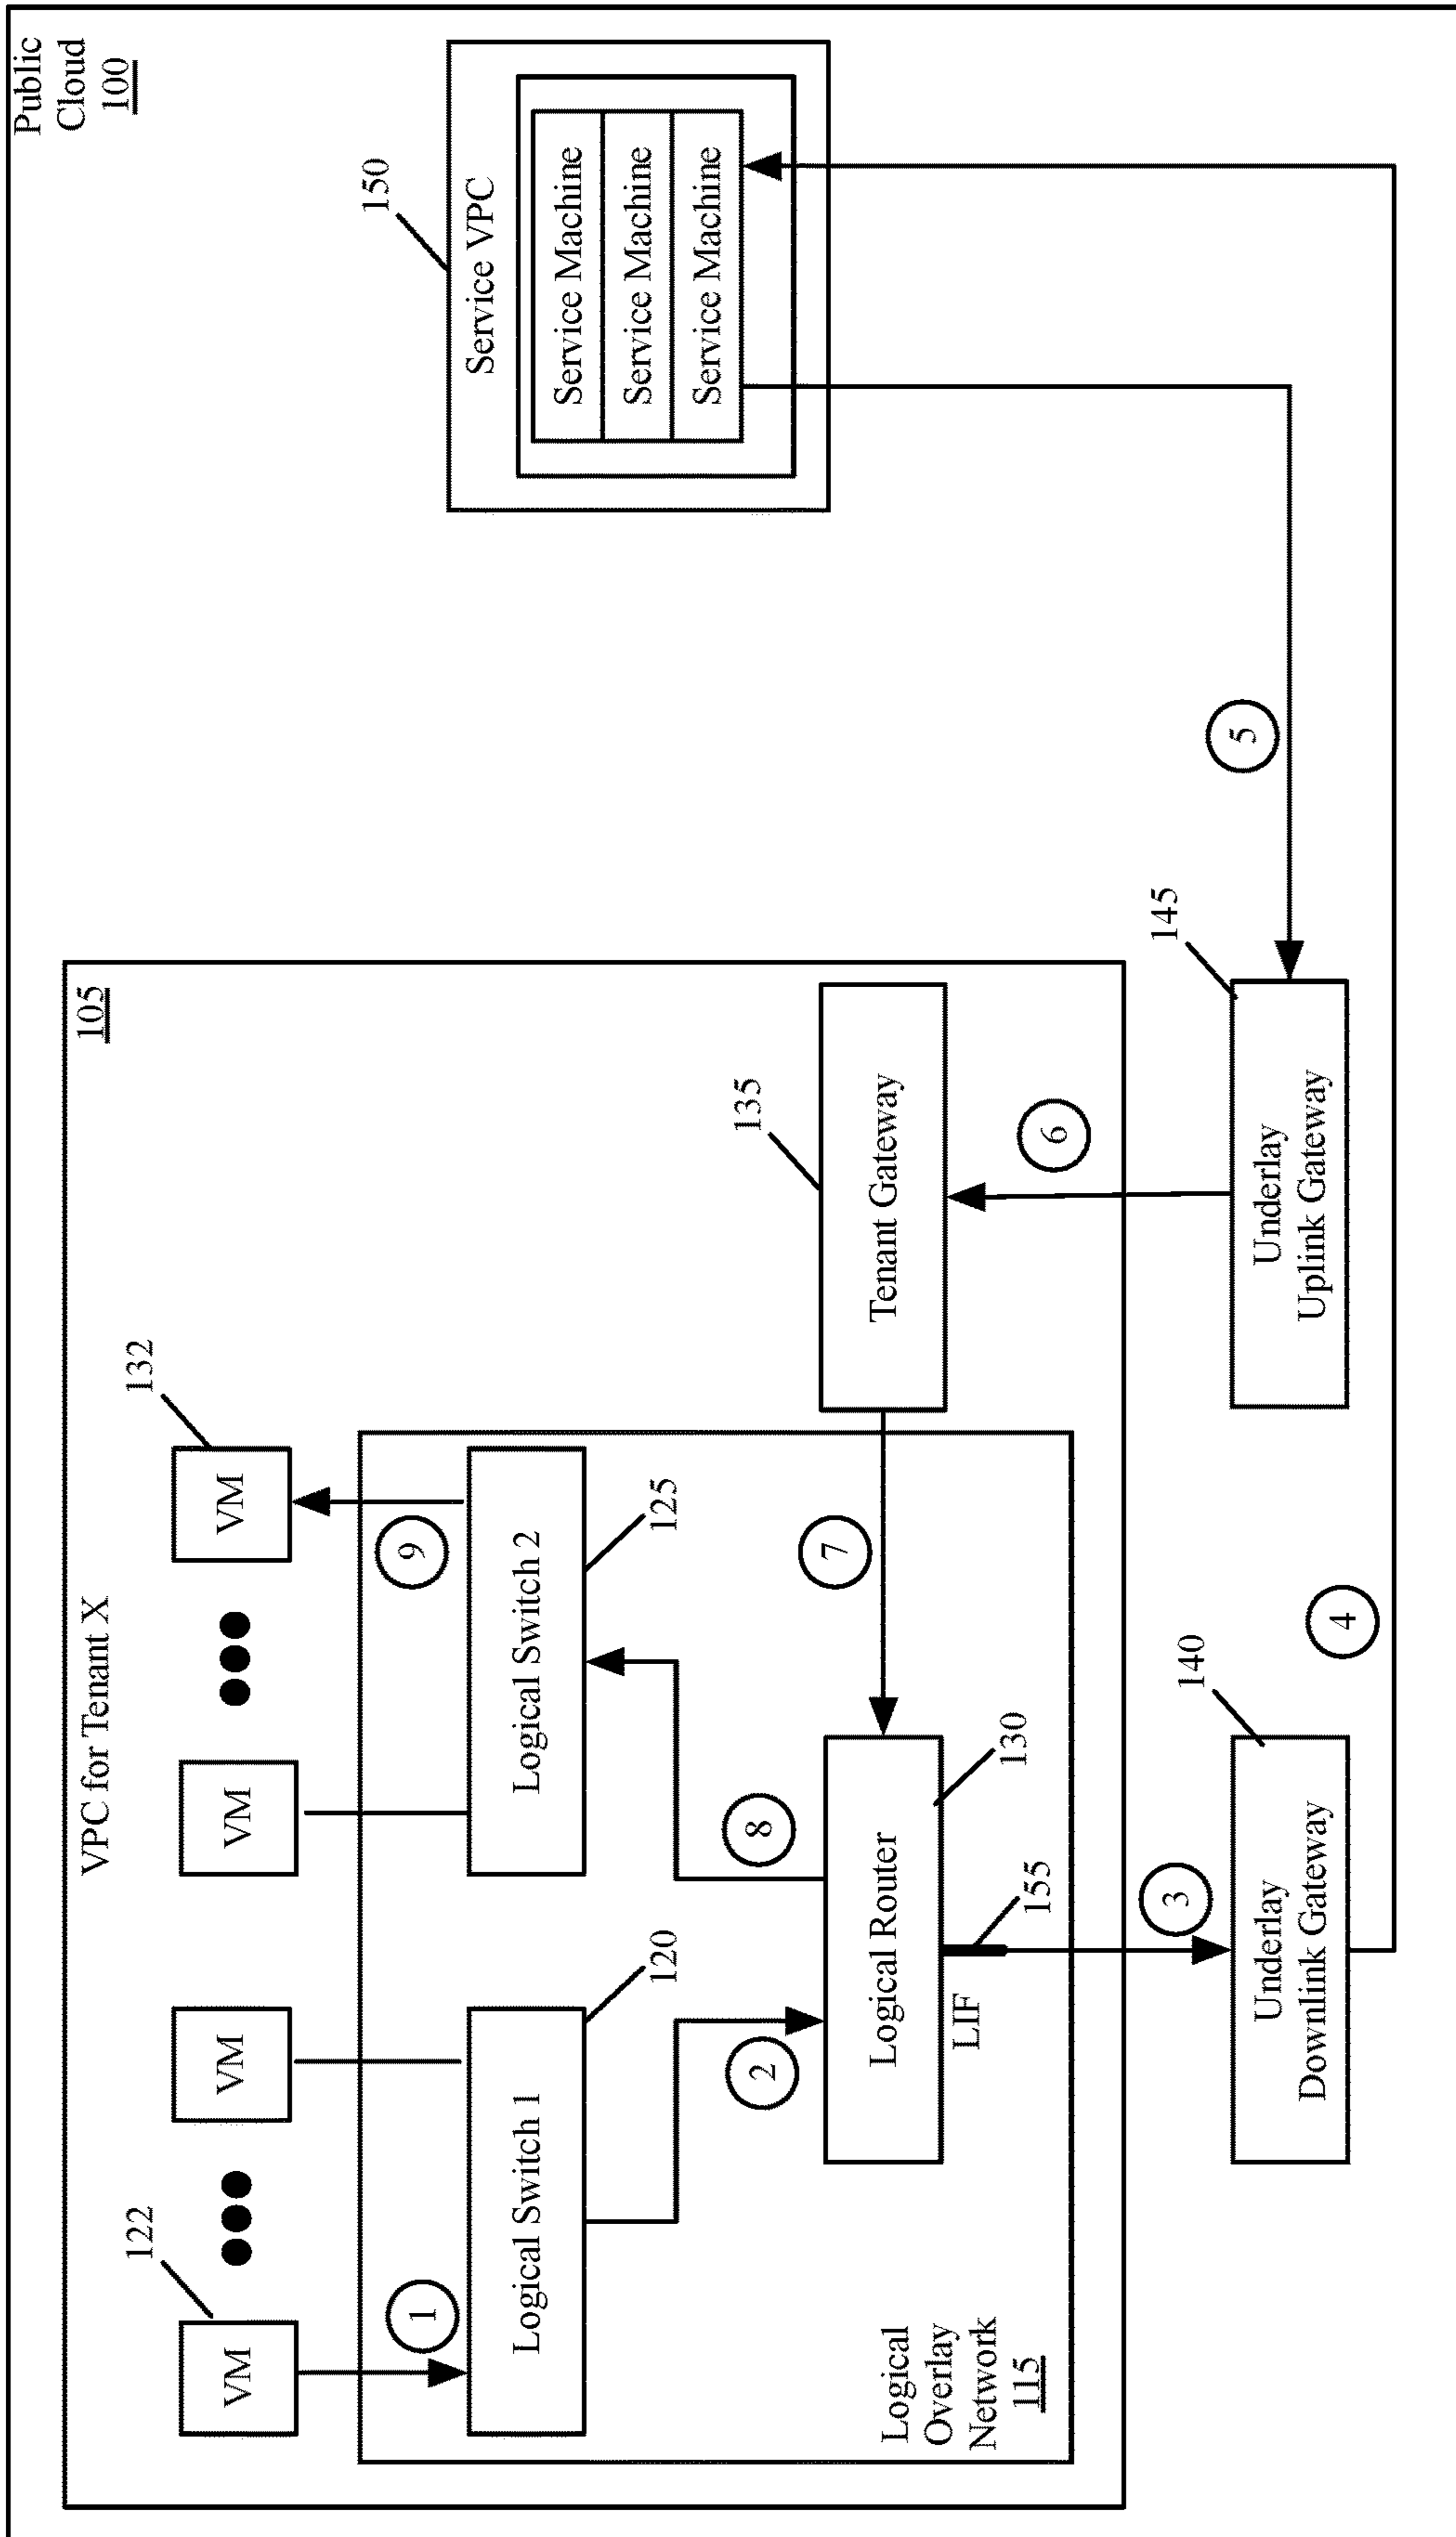 Public
Cloud
100
VPC for Tenant X
105
122
VM
VM
VM
VM
132
1
9
Logical Switch 1
120
Logical Switch 2
125
2
8
7
Logical Router
130
LIF
155
Logical
Overlay
Network
115
135
Tenant Gateway
3
6
140
Underlay
Downlink Gateway
145
Underlay
Uplink Gateway
4
5
150
Service VPC
Service Machine
Service Machine
Service Machine